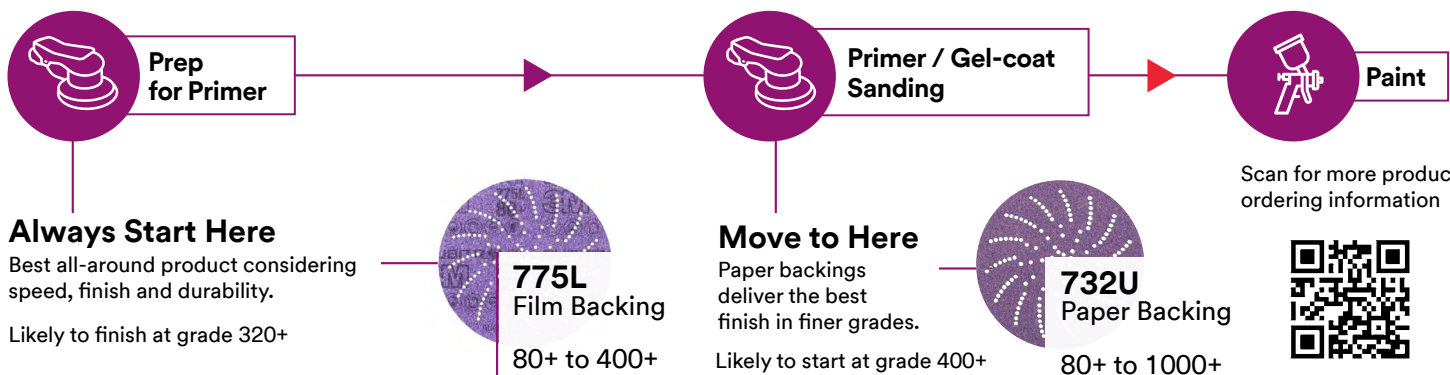 Prep
for Primer
Primer / Gel-coat
Sanding
Paint
Always Start Here
Best all-around product considering
speed, finish and durability.
Likely to finish at grade 320+
775L
80+
3M
775L
Film Backing
80+ to 400+
Move to Here
Paper backings
deliver the best
finish in finer grades.
Likely to start at grade 400+
732U
Paper Backing
80+ to 1000+
Scan for more produc
ordering information